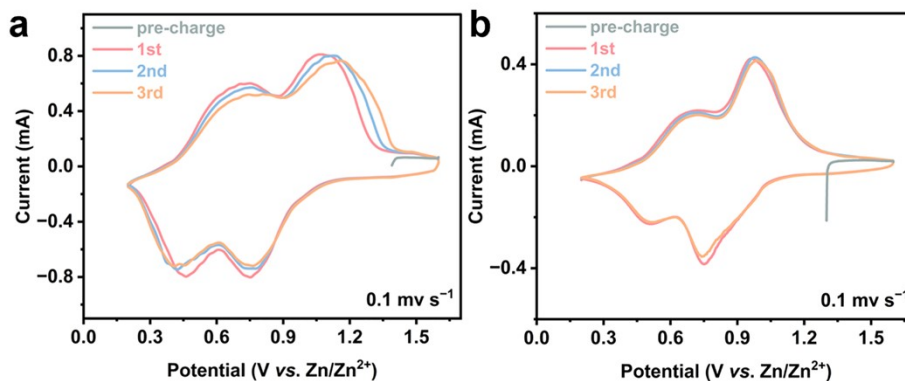 a
pre-charge
1st
2nd
3rd
0.8
0.4
0.0
−0.4
−0.8
Current (mA)
0.1 mv s−1
0.0 0.3 0.6 0.9 1.2 1.5
Potential (V vs. Zn/Zn2+)
b
pre-charge
1st
2nd
3rd
0.4
0.0
−0.4
Current (mA)
0.1 mv s−1
0.0 0.3 0.6 0.9 1.2 1.5
Potential (V vs. Zn/Zn2+)